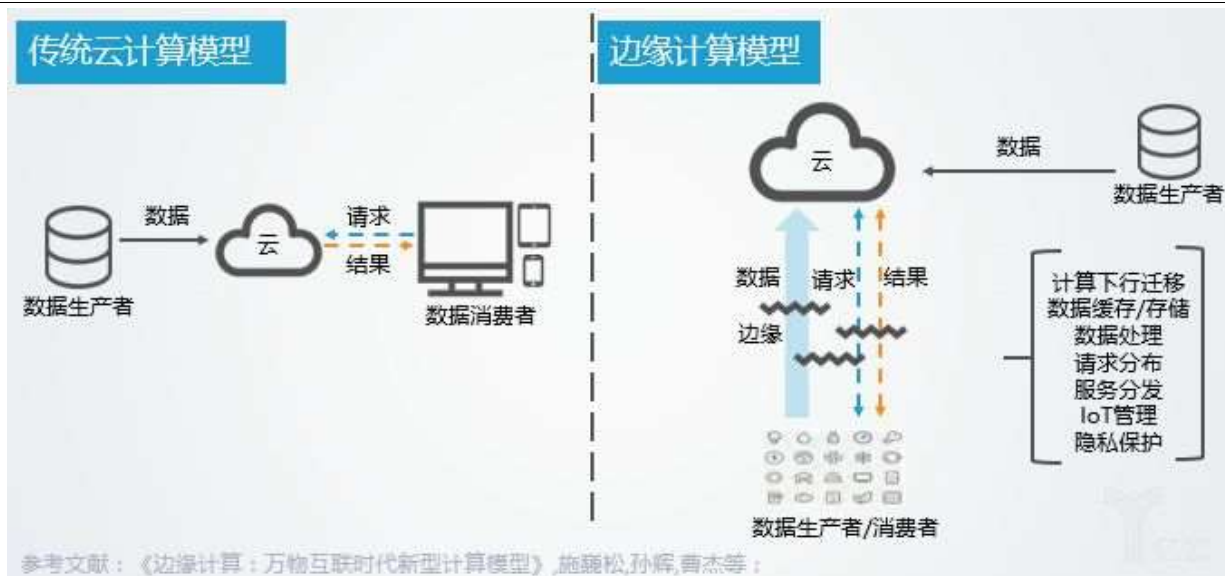 传统云计算模型
数据生产者
数据
云
请求
结果
数据消费者
边缘计算模型
云
数据
数据生产者
数据
请求
结果
边缘
数据生产者/消费者
计算下行迁移
数据缓存/存储
数据处理
请求分布
服务分发
IoT管理
隐私保护
参考文献：《边缘计算：万物互联时代新型计算模型》,施巍松,孙辉,曹杰等；